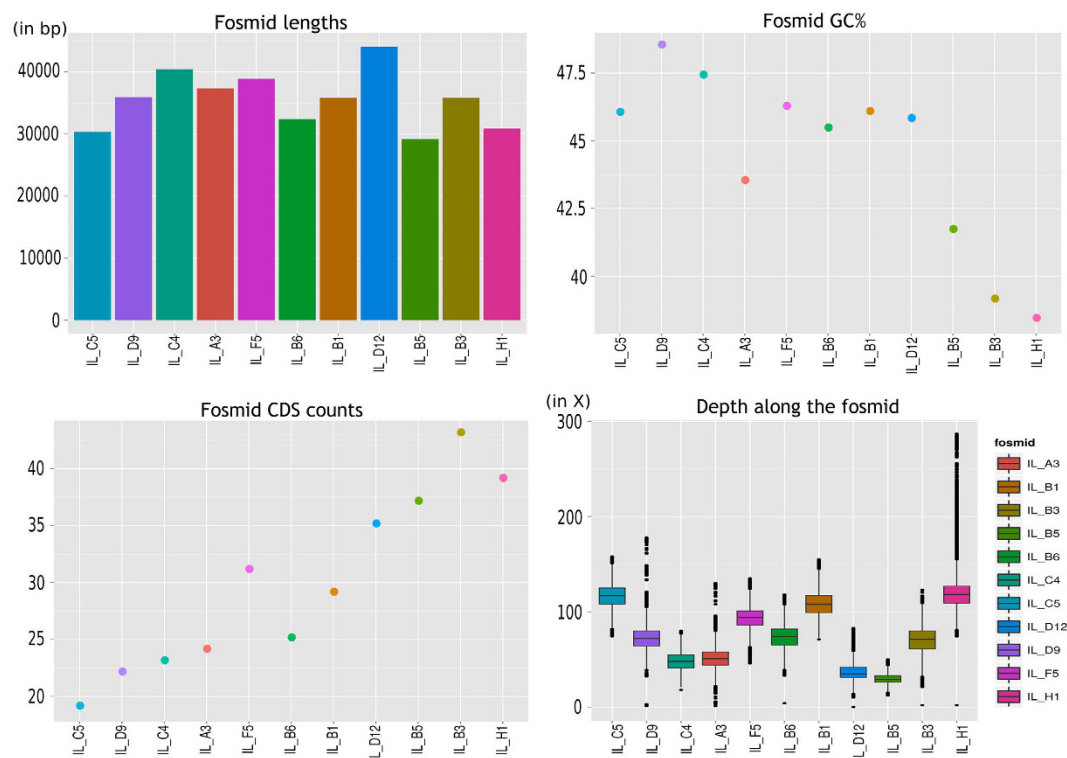 Fosmid lengths
(in bp)
40000
30000
20000
10000
0
IL_C5
IL_D9
IL_C4
IL_A3
IL_F5
IL_B6
IL_B1
IL_D12
IL_B5
IL_B3
IL_H1
Fosmid GC%
47.5
45
42.5
40
IL_C5
IL_D9
IL_C4
IL_A3
IL_F5
IL_B6
IL_B1
IL_D12
IL_B5
IL_B3
IL_H1
Fosmid CDS counts
40
35
30
25
20
IL_C5
IL_D9
IL_C4
IL_A3
IL_F5
IL_B6
IL_B1
L_D12
IL_B5
IL_B3
IL_H1
(in X)
Depth along the fosmid
300
200
100
0
IL_C5
IL_D9
IL_C4
IL_A3
IL_F5
IL_B6
IL_B1
L_D12
IL_B5
IL_B3
IL_H1
fosmid
IL_A3
IL_B1
IL_B3
IL_B5
IL_B6
IL_C4
IL_C5
IL_D12
IL_D9
IL_F5
IL_H1